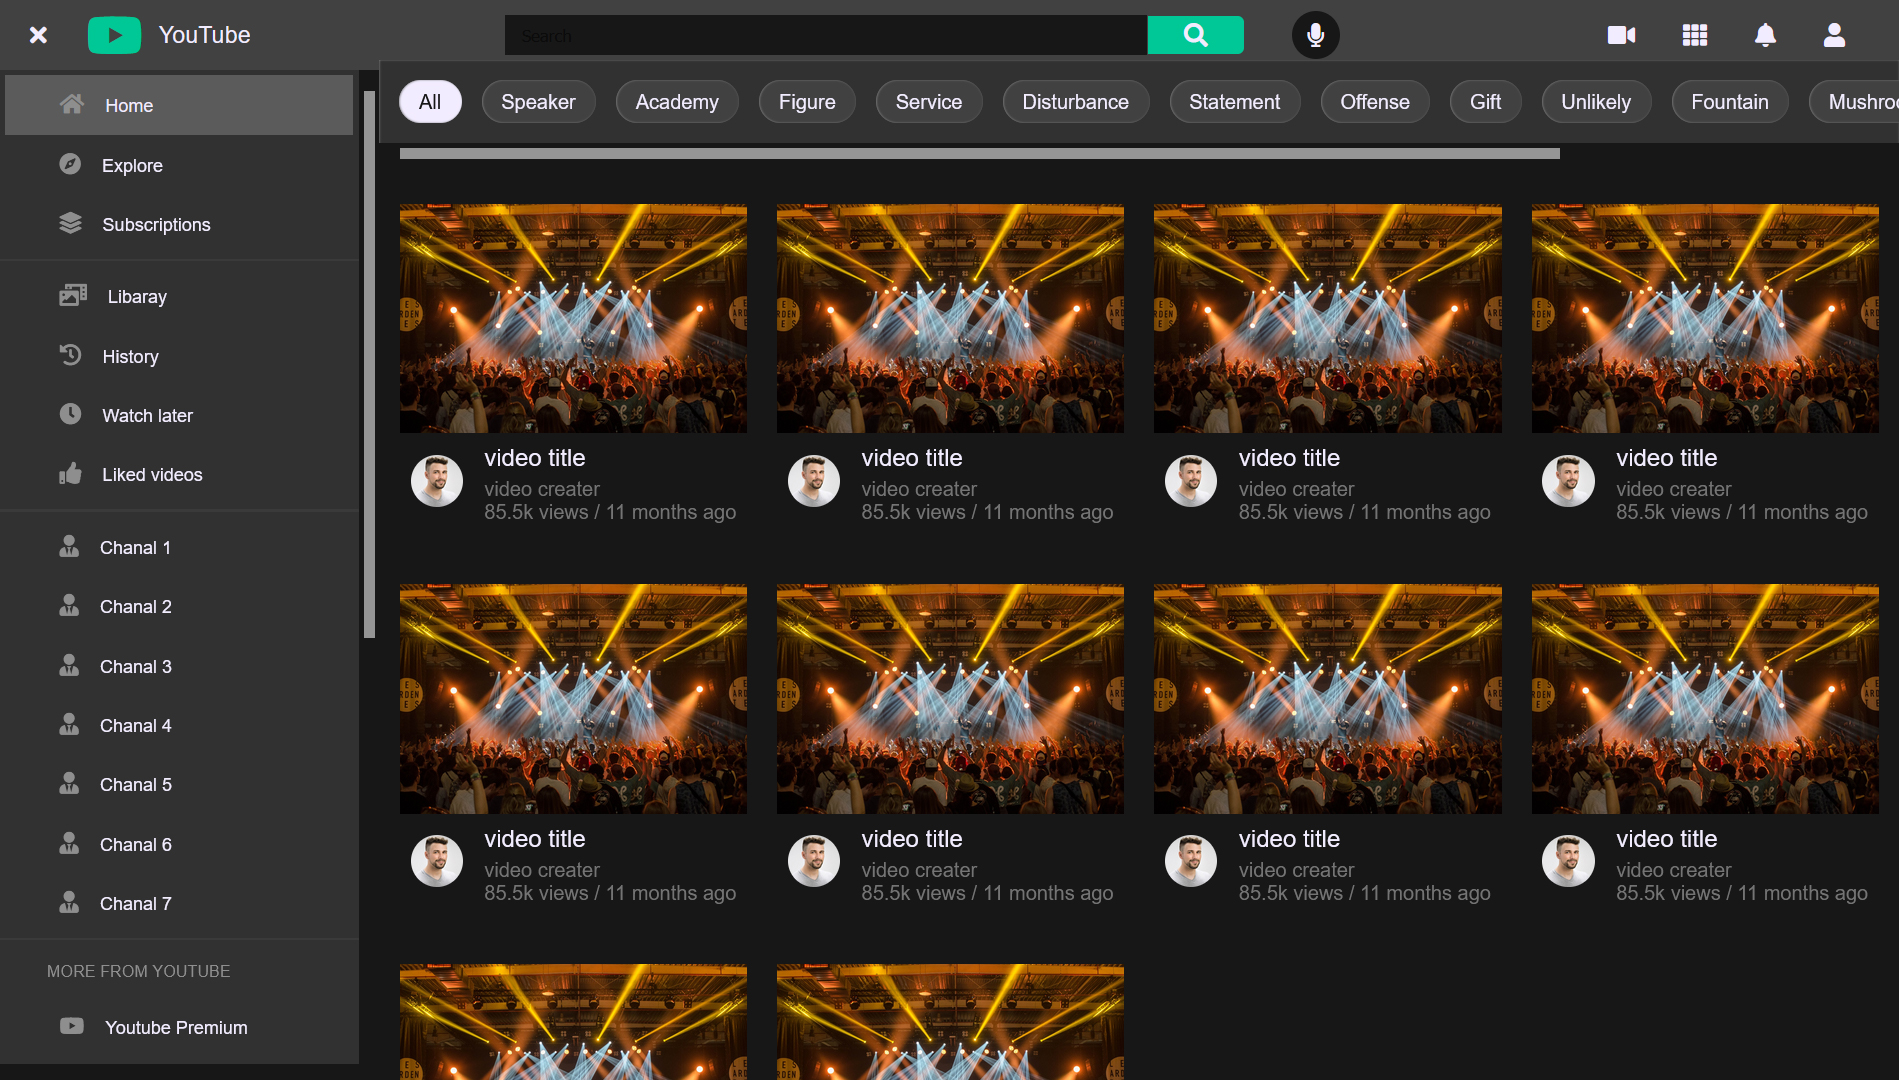 YouTube
Search
Home
Explore
Subscriptions
Libaray
History
Watch later
Liked videos
Chanal 1
Chanal 2
Chanal 3
Chanal 4
Chanal 5
Chanal 6
Chanal 7
MORE FROM YOUTUBE
Youtube Premium
All Speaker Academy Figure Service Disturbance Statement Offense Gift Unlikely Fountain Mushroo
video title
video creater
85.5k views / 11 months ago
video title
video creater
85.5k views / 11 months ago
video title
video creater
85.5k views / 11 months ago
video title
video creater
85.5k views / 11 months ago
video title
video creater
85.5k views / 11 months ago
video title
video creater
85.5k views / 11 months ago
video title
video creater
85.5k views / 11 months ago
video title
video creater
85.5k views / 11 months ago